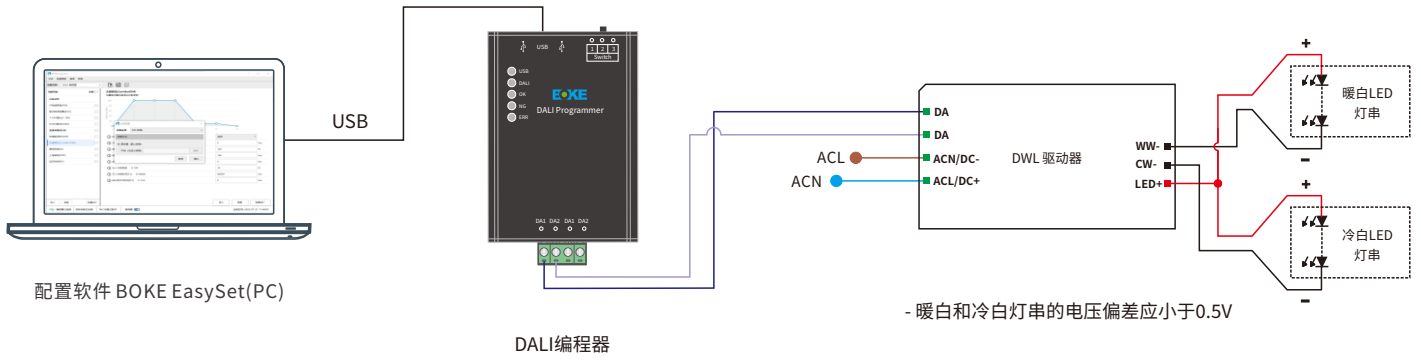 USB
USB
1 2 3
Switch
USB
DALI
OK
NG
ERR
BOKE
DALI Programmer
DA1 DA2 DA1 DA2
配置软件 BOKE EasySet(PC)
DALI编程器
ACL
ACN
DA
DA
ACN/DC-
ACL/DC+
DWL 驱动器
WW-
CW-
LED+
+
暖白LED
灯串
-
+
冷白LED
灯串
-
- 暖白和冷白灯串的电压偏差应小于0.5V